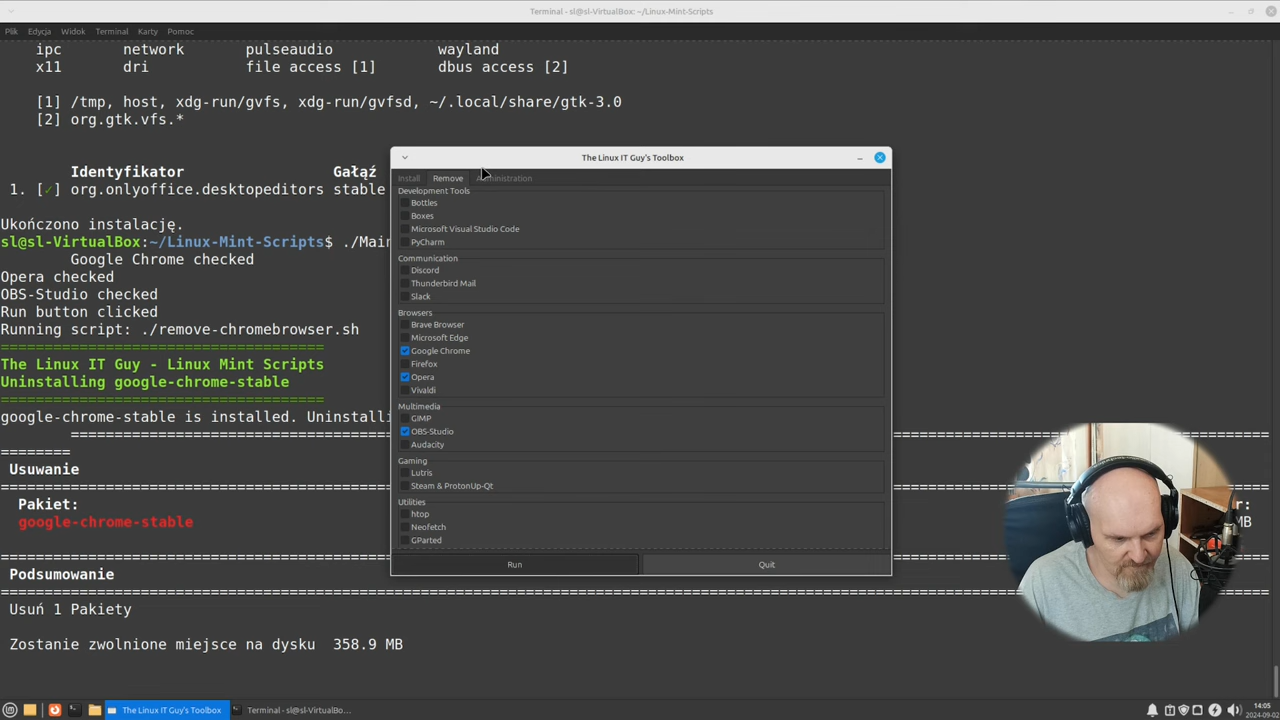 Terminal - sl@sl-VirtualBox: ~/Linux-Mint-Scripts
Plik Edycja Widok Terminal Karty Pomoc
ipc network pulseaudio wayland
x11 dri file access [1] dbus access [2]
[1] /tmp, host, xdg-run/gvfs, xdg-run/gvfsd, ~/.local/share/gtk-3.0
[2] org.gtk.vfs.*
Identyfikator Gałąź
1. [✓] org.onlyoffice.desktopeditors stable
Ukończono instalację.
sl@sl-VirtualBox:~/Linux-Mint-Scripts$ ./Mai
Google Chrome checked
Opera checked
OBS-Studio checked
Run button clicked
Running script: ./remove-chromebrowser.sh
=====================================
The Linux IT Guy - Linux Mint Scripts
Uninstalling google-chrome-stable
=====================================
google-chrome-stable is installed. Uninstalli
Usuwanie
Pakiet:
google-chrome-stable
MB
Podsumowanie
Usuń 1 Pakiety
Zostanie zwolnione miejsce na dysku 358.9 MB
The Linux IT Guy's Toolbox
Install Remove
Development Tools
Bottles
Boxes
Microsoft Visual Studio Code
PyCharm
Communication
Discord
Thunderbird Mail
Slack
Browsers
Brave Browser
Microsoft Edge
Google Chrome
Firefox
Opera
Vivaldi
Multimedia
GIMP
OBS-Studio
Audacity
Gaming
Lutris
Steam & ProtonUp-Qt
Utilities
htop
Neofetch
GParted
Run Quit
The Linux IT Guy's Toolbox
Terminal - sl@sl-VirtualBo...
14:05
2024-09-02